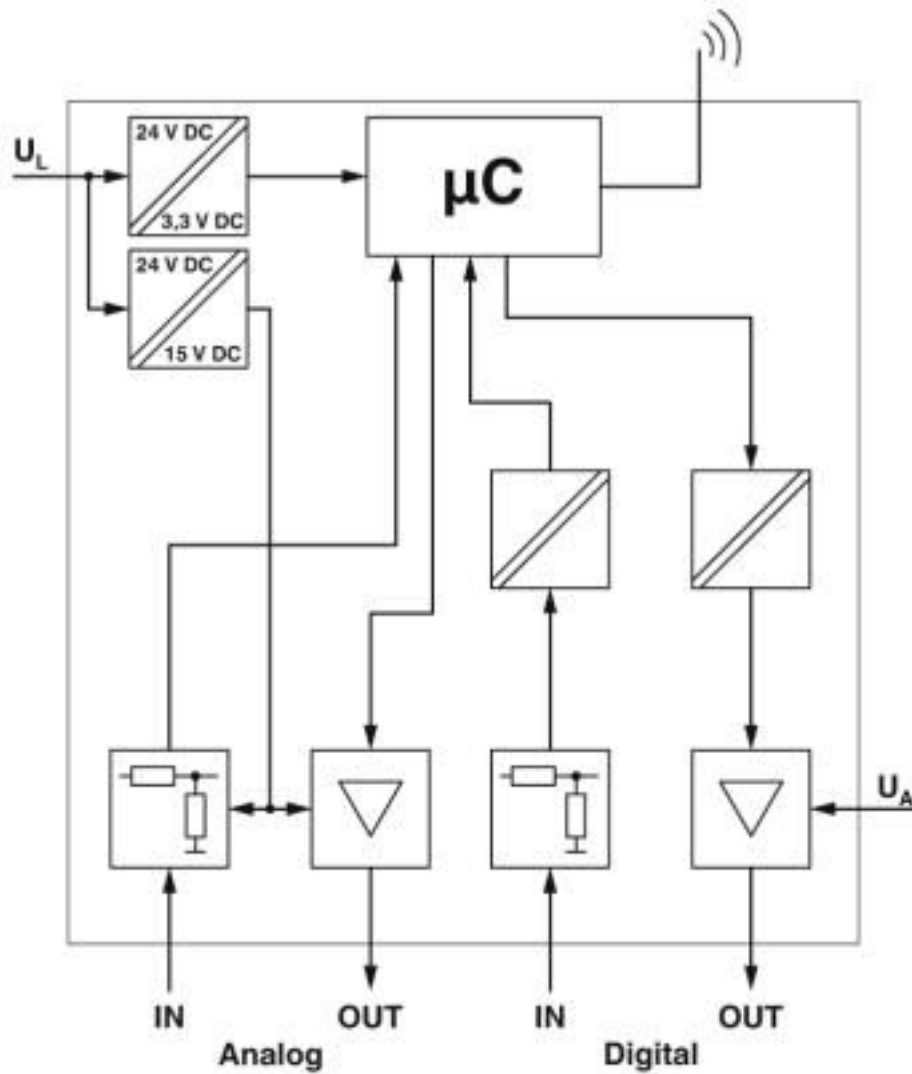 U_L
24 V DC
3,3 V DC
24 V DC
15 V DC
µC
U_A
IN
OUT
IN
OUT
Analog
Digital